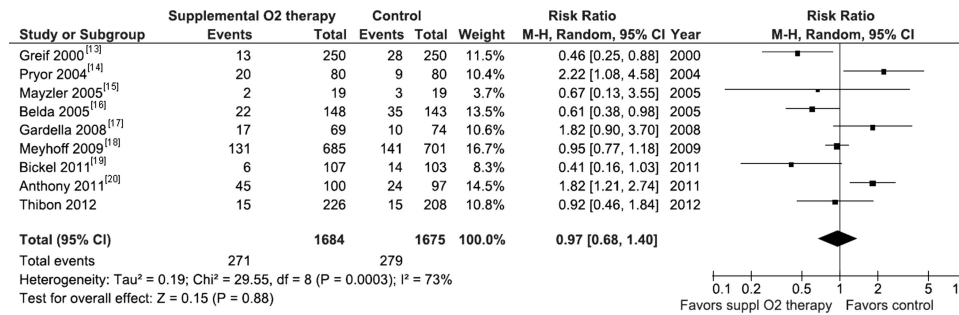 Supplemental O2 therapy Control Risk Ratio Risk Ratio
Study or Subgroup Events Total Events Total Weight M-H, Random, 95% CI Year M-H, Random, 95% CI
Greif 2000[13] 13 250 28 250 11.5% 0.46 [0.25, 0.88] 2000
Pryor 2004[14] 20 80 9 80 10.4% 2.22 [1.08, 4.58] 2004
Mayzler 2005[15] 2 19 3 19 3.7% 0.67 [0.13, 3.55] 2005
Belda 2005[16] 22 148 35 143 13.5% 0.61 [0.38, 0.98] 2005
Gardella 2008[17] 17 69 10 74 10.6% 1.82 [0.90, 3.70] 2008
Meyhoff 2009[18] 131 685 141 701 16.7% 0.95 [0.77, 1.18] 2009
Bickel 2011[19] 6 107 14 103 8.3% 0.41 [0.16, 1.03] 2011
Anthony 2011[20] 45 100 24 97 14.5% 1.82 [1.21, 2.74] 2011
Thibon 2012 15 226 15 208 10.8% 0.92 [0.46, 1.84] 2012
Total (95% CI) 1684 1675 100.0% 0.97 [0.68, 1.40]
Total events 271 279
Heterogeneity: Tau² = 0.19; Chi² = 29.55, df = 8 (P = 0.0003); I² = 73%
Test for overall effect: Z = 0.15 (P = 0.88)
0.1 0.2 0.5 1 2 5
Favors suppl O2 therapy Favors control